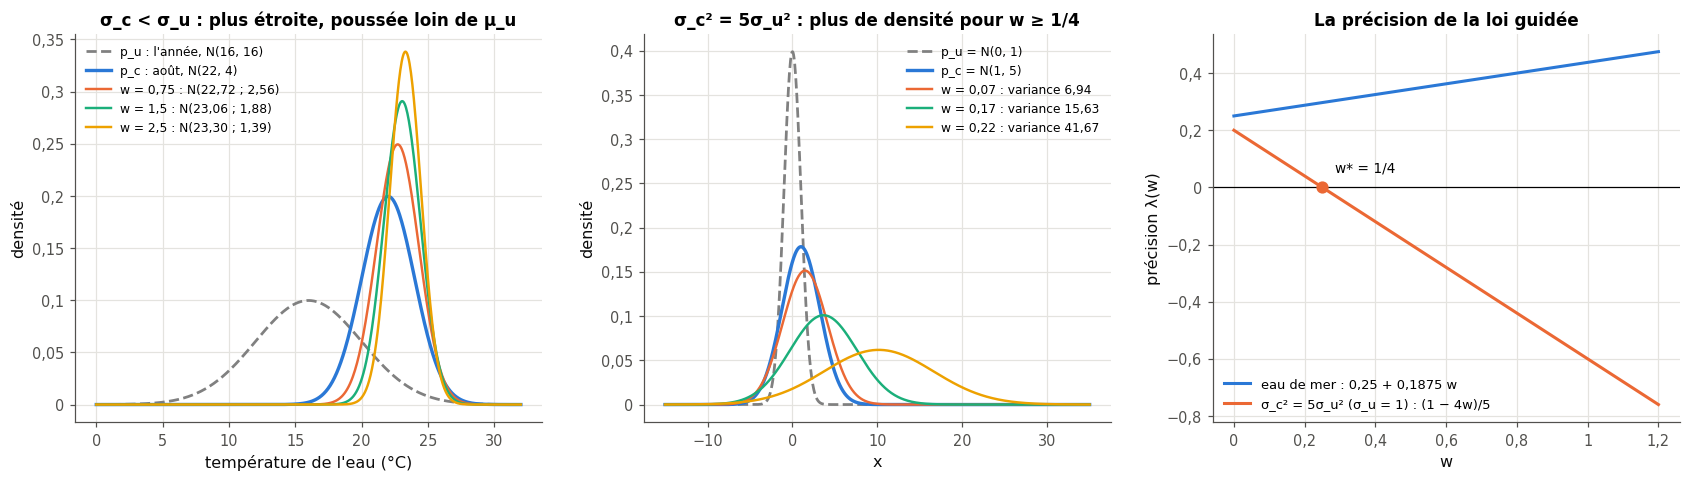 σ_c < σ_u : plus étroite, poussée loin de μ_u
densité
0,35
0,3
0,25
0,2
0,15
0,1
0,05
0
p_u : l'année, N(16, 16)
p_c : août, N(22, 4)
w = 0,75 : N(22,72 ; 2,56)
w = 1,5 : N(23,06 ; 1,88)
w = 2,5 : N(23,30 ; 1,39)
0 5 10 15 20 25 30
température de l'eau (°C)
σ_c² = 5σ_u² : plus de densité pour w ≥ 1/4
densité
0,4
0,35
0,3
0,25
0,2
0,15
0,1
0,05
0
p_u = N(0, 1)
p_c = N(1, 5)
w = 0,07 : variance 6,94
w = 0,17 : variance 15,63
w = 0,22 : variance 41,67
−10 0 10 20 30
x
La précision de la loi guidée
précision λ(w)
0,4
0,2
0
−0,2
−0,4
−0,6
−0,8
w* = 1/4
eau de mer : 0,25 + 0,1875 w
σ_c² = 5σ_u² (σ_u = 1) : (1 − 4w)/5
0 0,2 0,4 0,6 0,8 1 1,2
w